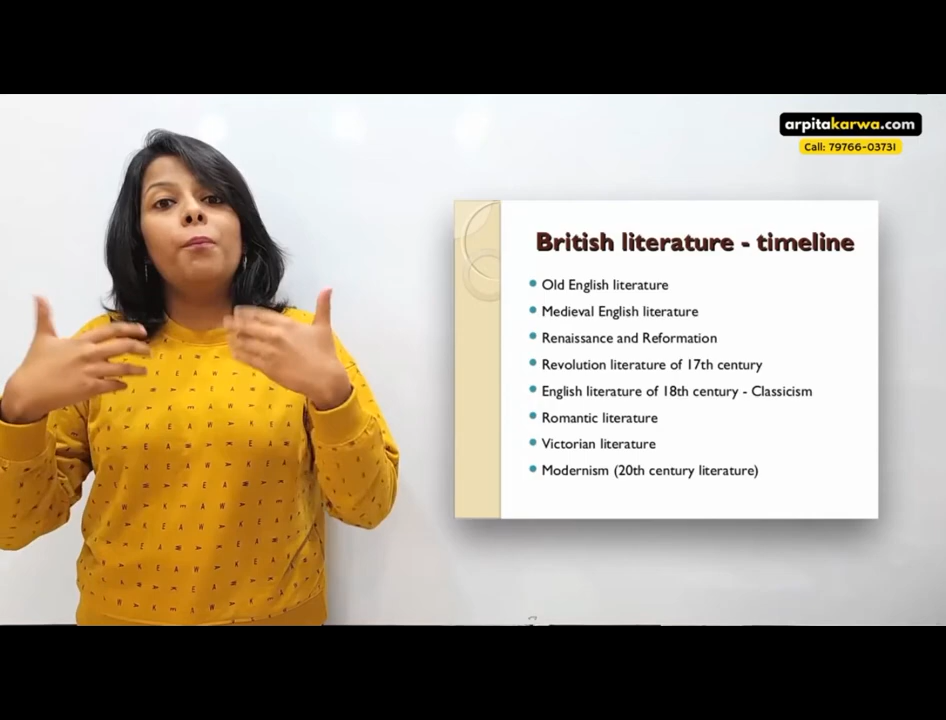 arpitakarwa.com
Call: 79766-03731
British literature - timeline
Old English literature
Medieval English literature
Renaissance and Reformation
Revolution literature of 17th century
English literature of 18th century - Classicism
Romantic literature
Victorian literature
Modernism (20th century literature)